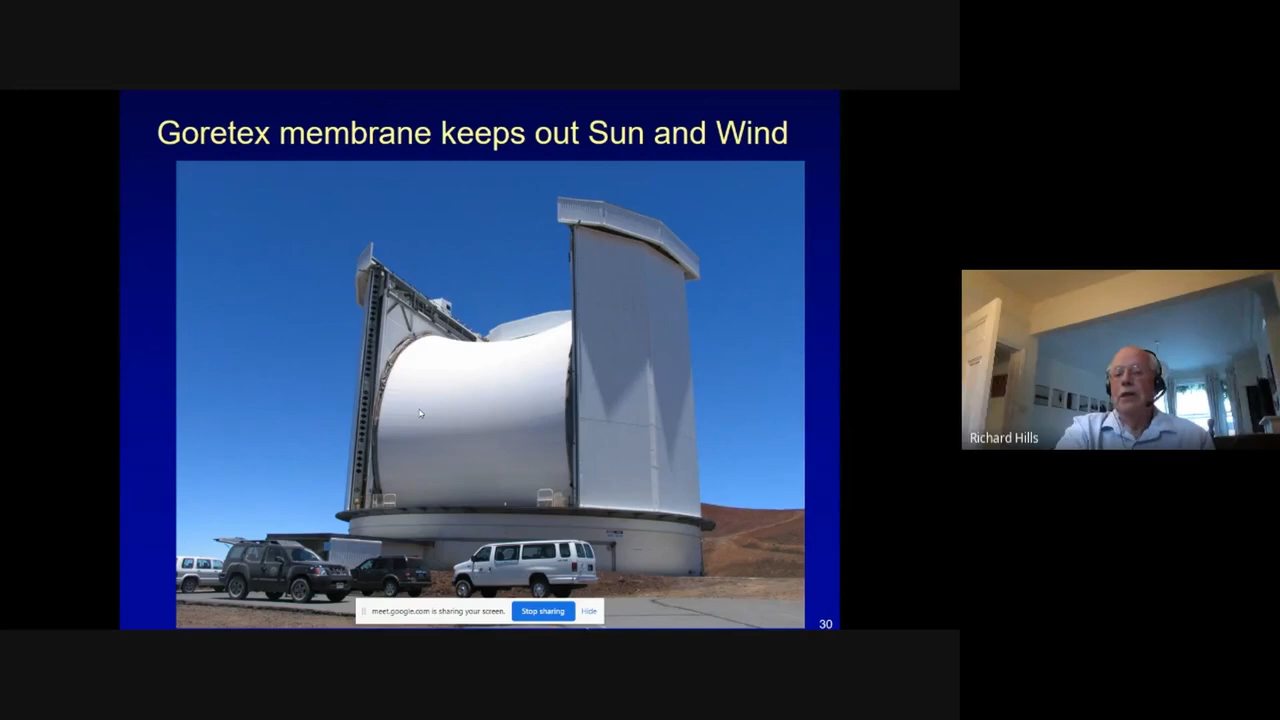 Goretex membrane keeps out Sun and Wind
Richard Hills
meet.google.com is sharing your screen. Stop sharing Hide
30